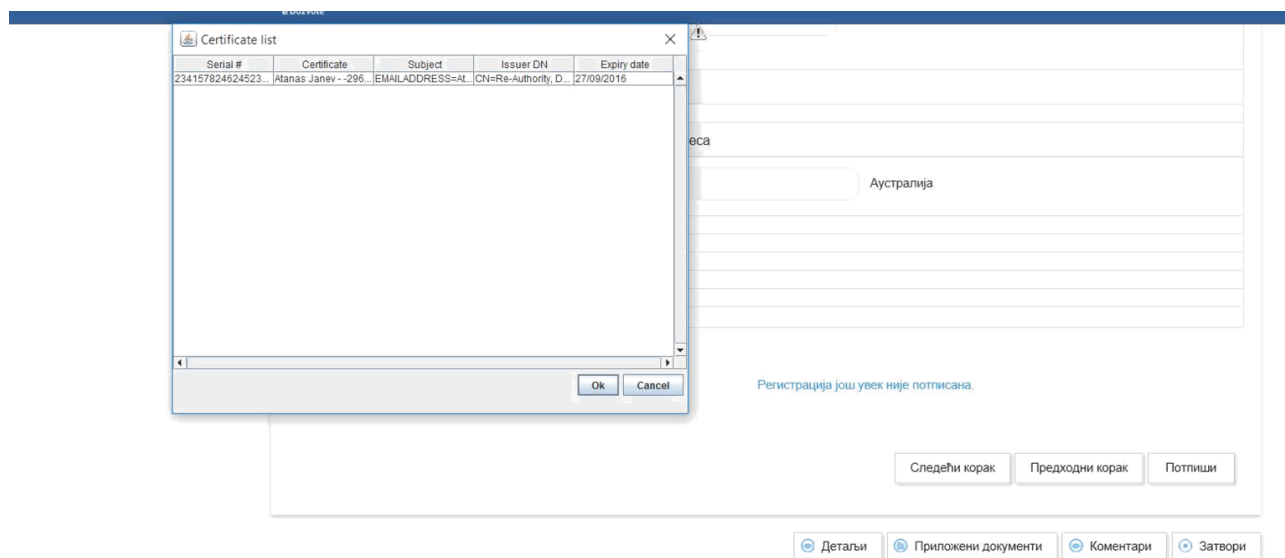 Certificate list
Serial # Certificate Subject Issuer DN Expiry date
234157824624523... Atanas Janev - -296... EMAILADDRESS=At... CN=Re-Authority, D... 27/09/2016
Ok Cancel
еса
Аустралија
Регистрација још увек није потписана.
Следећи корак Предходни корак Потпиши
Детаљи Приложени документи Коментари Затвори